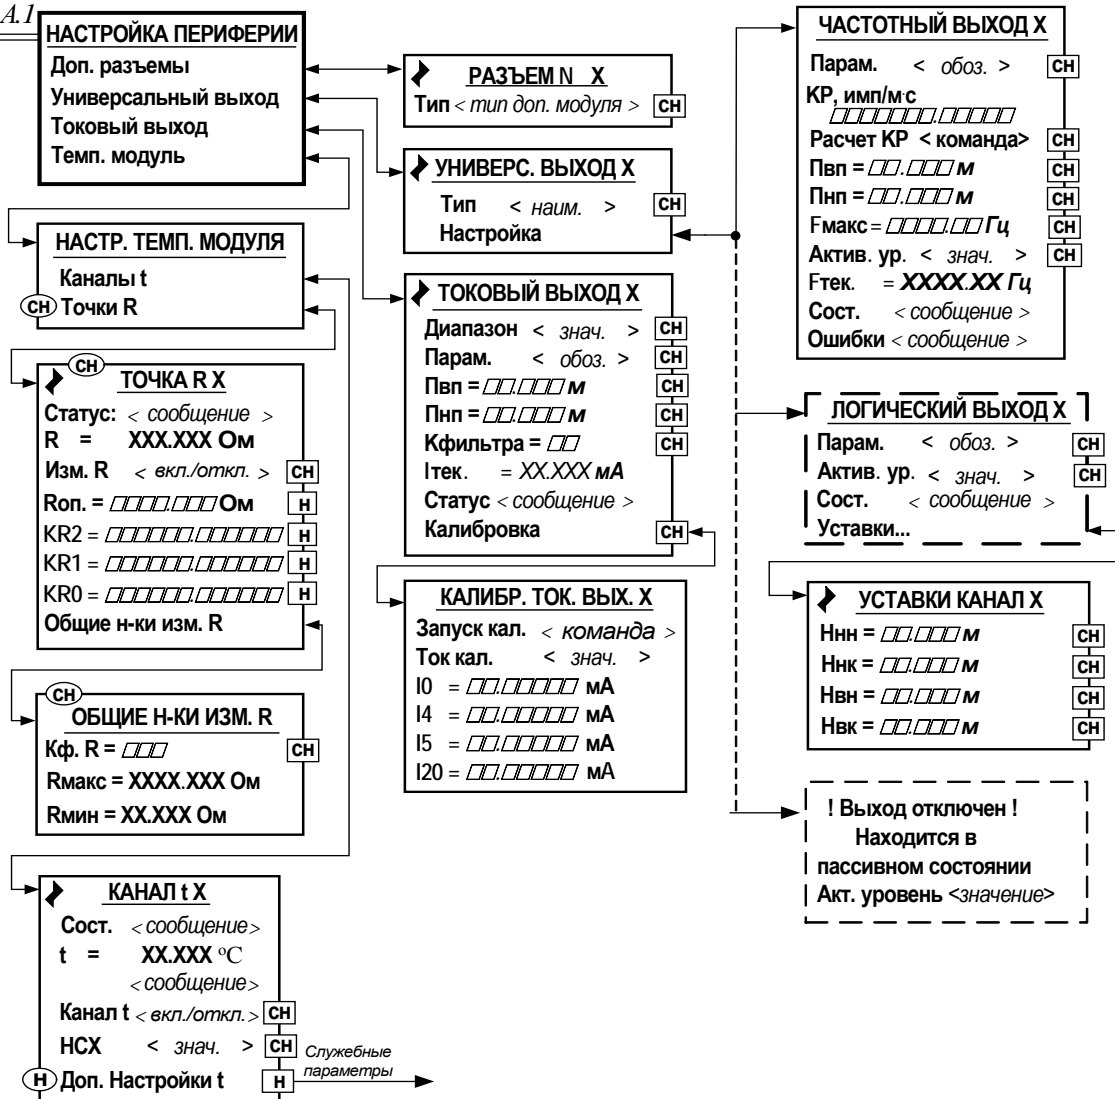 А.1
НАСТРОЙКА ПЕРИФЕРИИ
Доп. разъемы
Универсальный выход
Токовый выход
Темп. модуль
НАСТР. ТЕМП. МОДУЛЯ
Каналы t
СН Точки R
СН
ТОЧКА R X
Статус: < сообщение >
R = XXX.XXX Ом
Изм. R < вкл./откл. > СН
Rоп. = Ом Н
KR2 = . Н
KR1 = . Н
KR0 = . Н
Общие н-ки изм. R
СН
ОБЩИЕ Н-КИ ИЗМ. R
Кф. R = СН
Rмакс = XXXX.XXX Ом
Rмин = XX.XXX Ом
КАНАЛ t X
Сост. < сообщение >
t = XX.XXX °C
< сообщение >
Канал t < вкл./откл. > СН
НСХ < знач. > СН
Н Доп. Настройки t Н
Служебные
параметры
РАЗЪЕМ N X
Тип < тип доп. модуля > СН
УНИВЕРС. ВЫХОД X
Тип < наим. > СН
Настройка
ТОКОВЫЙ ВЫХОД X
Диапазон < знач. > СН
Парам. < обоз. > СН
Пвп = . м СН
Пнп = . м СН
Кфильтра = СН
Iтек. = XX.XXX мА
Статус < сообщение >
Калибровка СН
КАЛИБР. ТОК. ВЫХ. X
Запуск кал. < команда >
Ток кал. < знач. >
I0 = . мА
I4 = . мА
I5 = . мА
I20 = . мА
ЧАСТОТНЫЙ ВЫХОД X
Парам. < обоз. > СН
КР, имп/м·с
.
Расчет КР < команда> СН
Пвп = . м СН
Пнп = . м СН
Fмакс = . Гц СН
Актив. ур. < знач. > СН
Fтек. = XXXX.XX Гц
Сост. < сообщение >
Ошибки < сообщение >
ЛОГИЧЕСКИЙ ВЫХОД X
Парам. < обоз. > СН
Актив. ур. < знач. > СН
Сост. < сообщение >
Уставки...
УСТАВКИ КАНАЛ X
Ннн = . м СН
Ннк = . м СН
Нвн = . м СН
Нвк = . м СН
! Выход отключен !
Находится в
пассивном состоянии
Акт. уровень <значение>